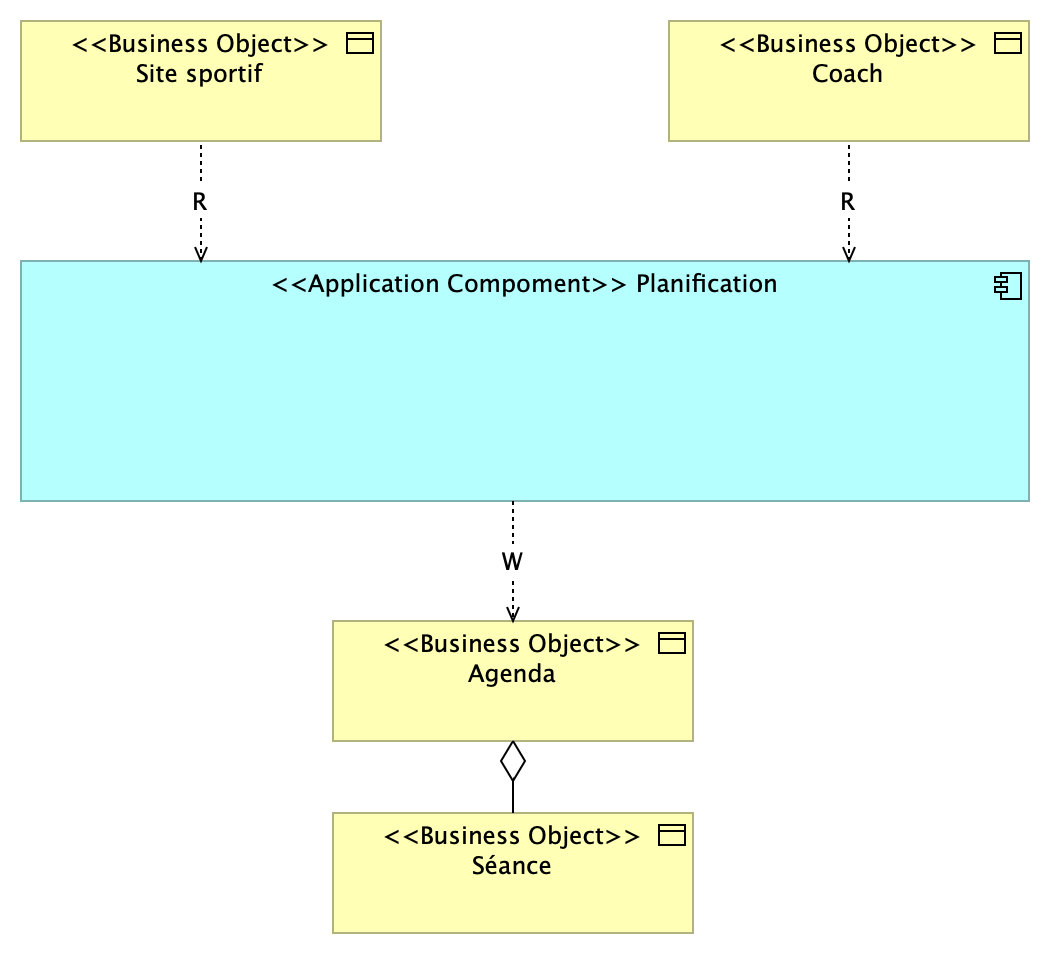 <<Business Object>>
Site sportif
<<Business Object>>
Coach
R
R
<<Application Compoment>> Planification
W
<<Business Object>>
Agenda
<<Business Object>>
Séance